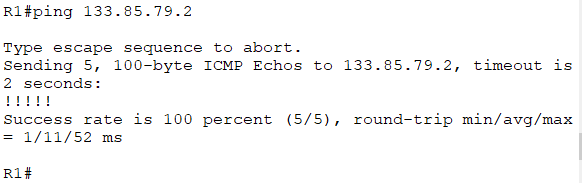 R1#ping 133.85.79.2
Type escape sequence to abort.
Sending 5, 100-byte ICMP Echos to 133.85.79.2, timeout is
2 seconds:
!!!!!
Success rate is 100 percent (5/5), round-trip min/avg/max
= 1/11/52 ms
R1#